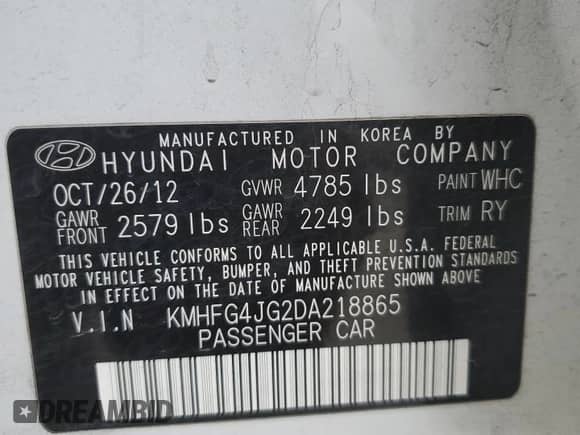 MANUFACTURED IN KOREA BY
HYUNDAI MOTOR COMPANY
OCT/26/12 GVWR 4785 lbs PAINT WHC
GAWR FRONT 2579 lbs GAWR REAR 2249 lbs TRIM RY
THIS VEHICLE CONFORMS TO ALL APPLICABLE U.S.A. FEDERAL
MOTOR VEHICLE SAFETY, BUMPER, AND THEFT PREVENTION STANDARDS
IN EFFECT ON THE DATE OF MANUFACTURE SHOWN ABOVE
V.I.N KMHFG4JG2DA218865
PASSENGER CAR
DREAMBID